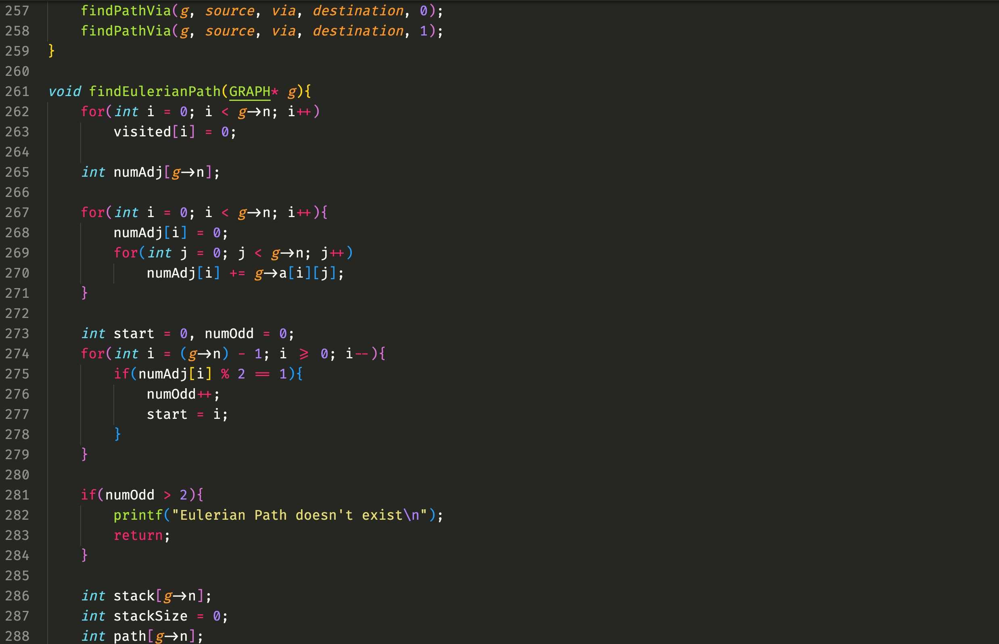 257 findPathVia(g, source, via, destination, 0);
258 findPathVia(g, source, via, destination, 1);
259 }
260
261 void findEulerianPath(GRAPH* g){
262 for(int i = 0; i < g->n; i++)
263 visited[i] = 0;
264
265 int numAdj[g->n];
266
267 for(int i = 0; i < g->n; i++){
268 numAdj[i] = 0;
269 for(int j = 0; j < g->n; j++)
270 numAdj[i] += g->a[i][j];
271 }
272
273 int start = 0, numOdd = 0;
274 for(int i = (g->n) - 1; i >= 0; i--){
275 if(numAdj[i] % 2 == 1){
276 numOdd++;
277 start = i;
278 }
279 }
280
281 if(numOdd > 2){
282 printf("Eulerian Path doesn't exist\n");
283 return;
284 }
285
286 int stack[g->n];
287 int stackSize = 0;
288 int path[g->n];